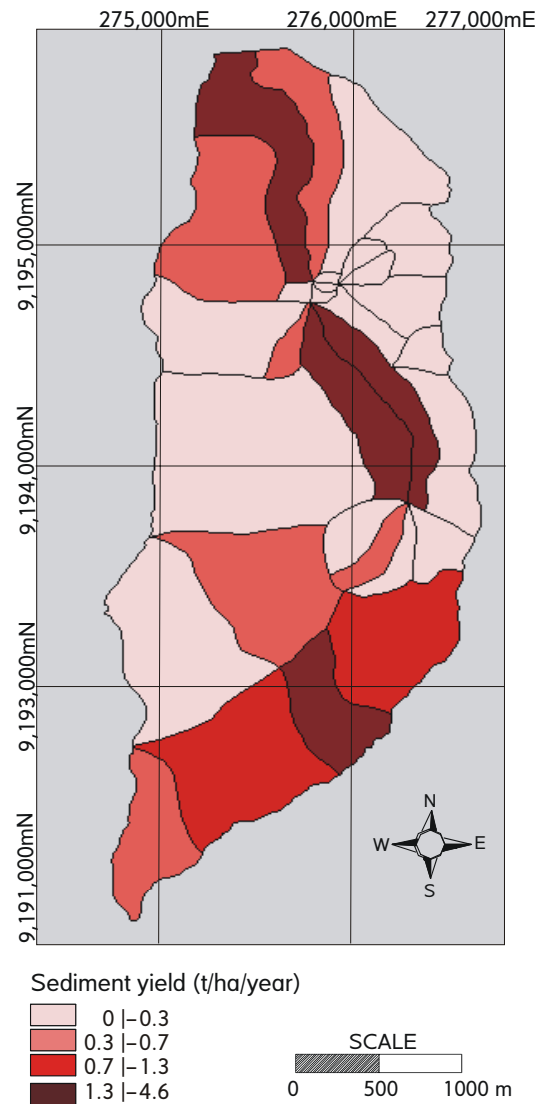 275,000mE 276,000mE 277,000mE
9,195,000mN
9,194,000mN
9,193,000mN
9,191,000mN
N
W E
S
Sediment yield (t/ha/year)
0 |–0.3
0.3 |–0.7
0.7 |–1.3
1.3 |–4.6
SCALE
0 500 1000 m